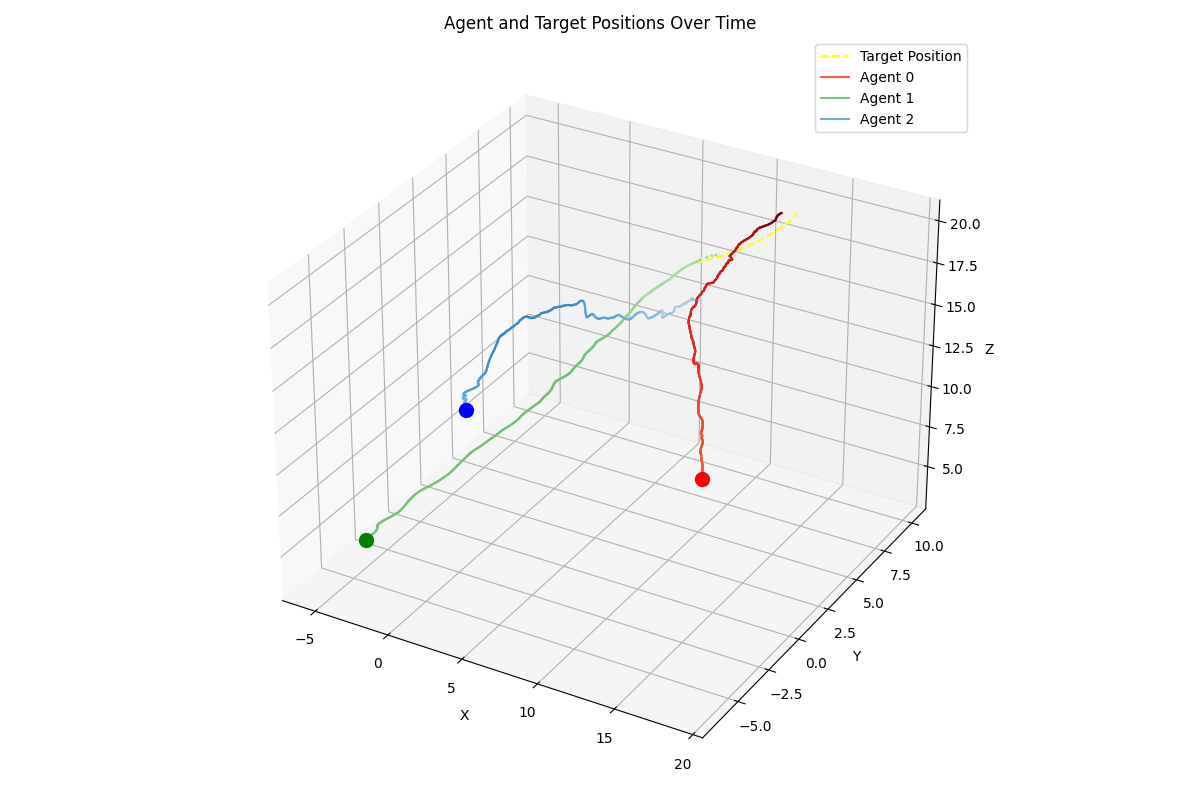 Agent and Target Positions Over Time
Target Position
Agent 0
Agent 1
Agent 2
20.0
17.5
15.0
12.5
10.0
7.5
5.0
Z
10.0
7.5
5.0
2.5
0.0
−2.5
−5.0
Y
−5
0
5
10
15
20
X